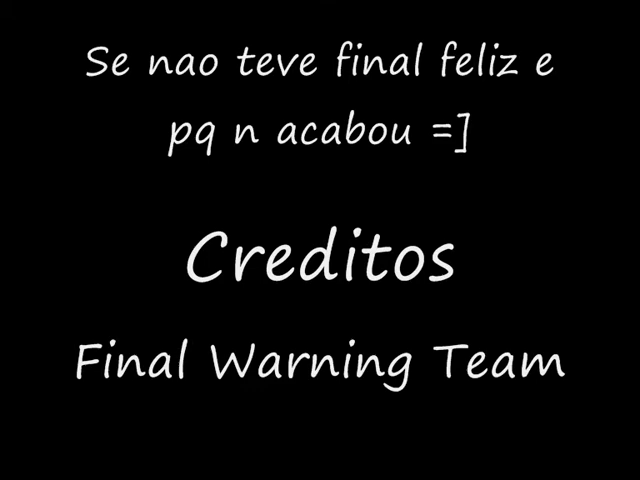 Se nao teve final feliz e
pq n acabou =]
Creditos
Final Warning Team